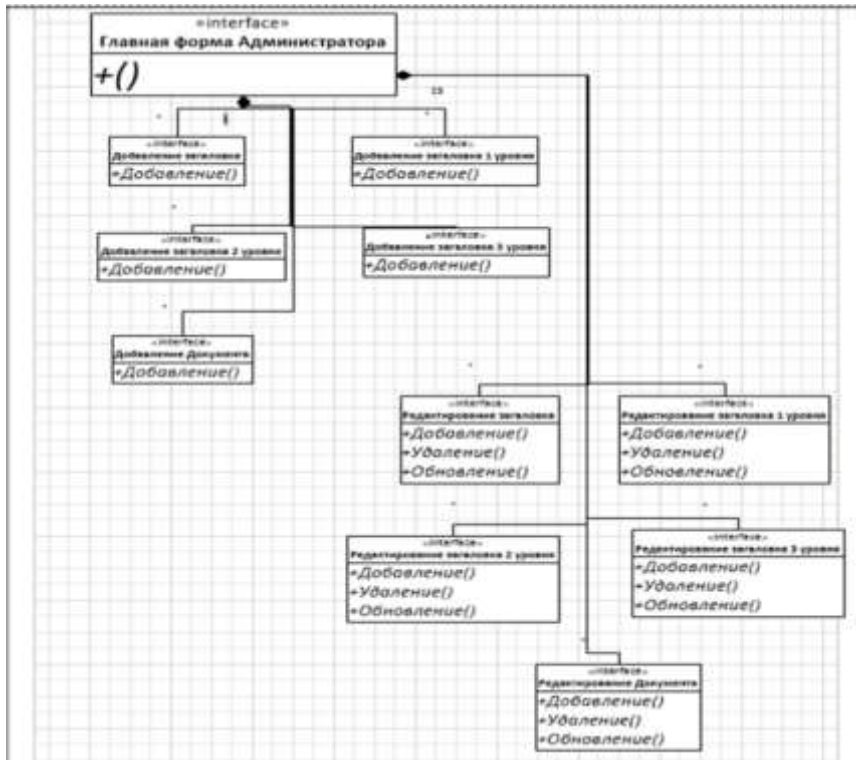 «interface»
Главная форма Администратора
+()
«interface»
Добавление заголовка
+Добавление()
«interface»
Добавление заголовка 1 уровня
+Добавление()
«interface»
Добавление заголовка 2 уровня
+Добавление()
«interface»
Добавление заголовка 3 уровня
+Добавление()
«interface»
Добавление Документа
+Добавление()
«interface»
Редактирование заголовка
+Добавление()
+Удаление()
+Обновление()
«interface»
Редактирование заголовка 1 уровня
+Добавление()
+Удаление()
+Обновление()
«interface»
Редактирование заголовка 2 уровня
+Добавление()
+Удаление()
+Обновление()
«interface»
Редактирование заголовка 3 уровня
+Добавление()
+Удаление()
+Обновление()
«interface»
Редактирование Документа
+Добавление()
+Удаление()
+Обновление()